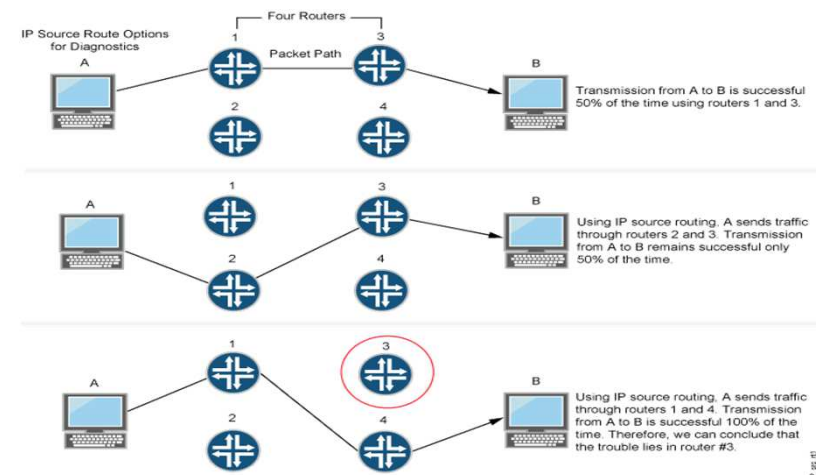 Four Routers
IP Source Route Options
for Diagnostics
A
1
3
Packet Path
B
2
4
Transmission from A to B is successful
50% of the time using routers 1 and 3.
A
1
3
B
2
4
Using IP source routing, A sends traffic
through routers 2 and 3. Transmission
from A to B remains successful only
50% of the time.
A
1
3
B
2
4
Using IP source routing, A sends traffic
through routers 1 and 4. Transmission
from A to B is successful 100% of the
time. Therefore, we can conclude that
the trouble lies in router #3.